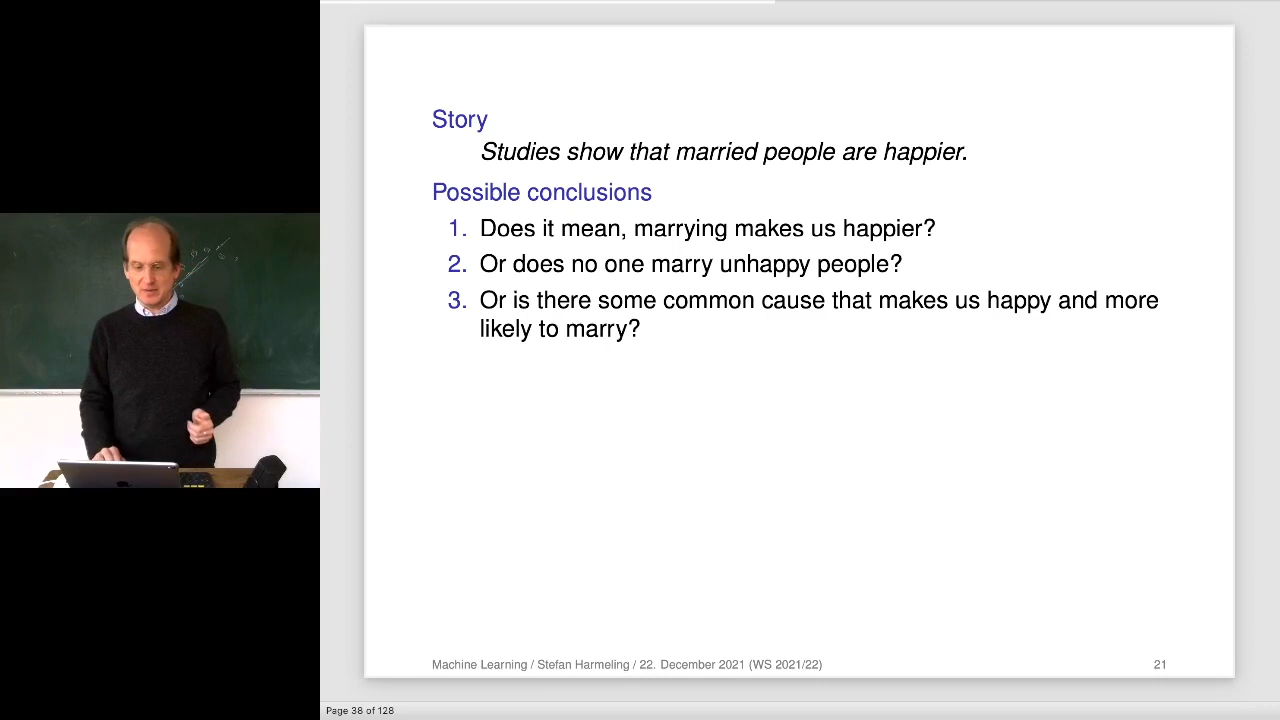 Story
Studies show that married people are happier.
Possible conclusions
1. Does it mean, marrying makes us happier?
2. Or does no one marry unhappy people?
3. Or is there some common cause that makes us happy and more
likely to marry?
Machine Learning / Stefan Harmeling / 22. December 2021 (WS 2021/22) 21
Page 38 of 128